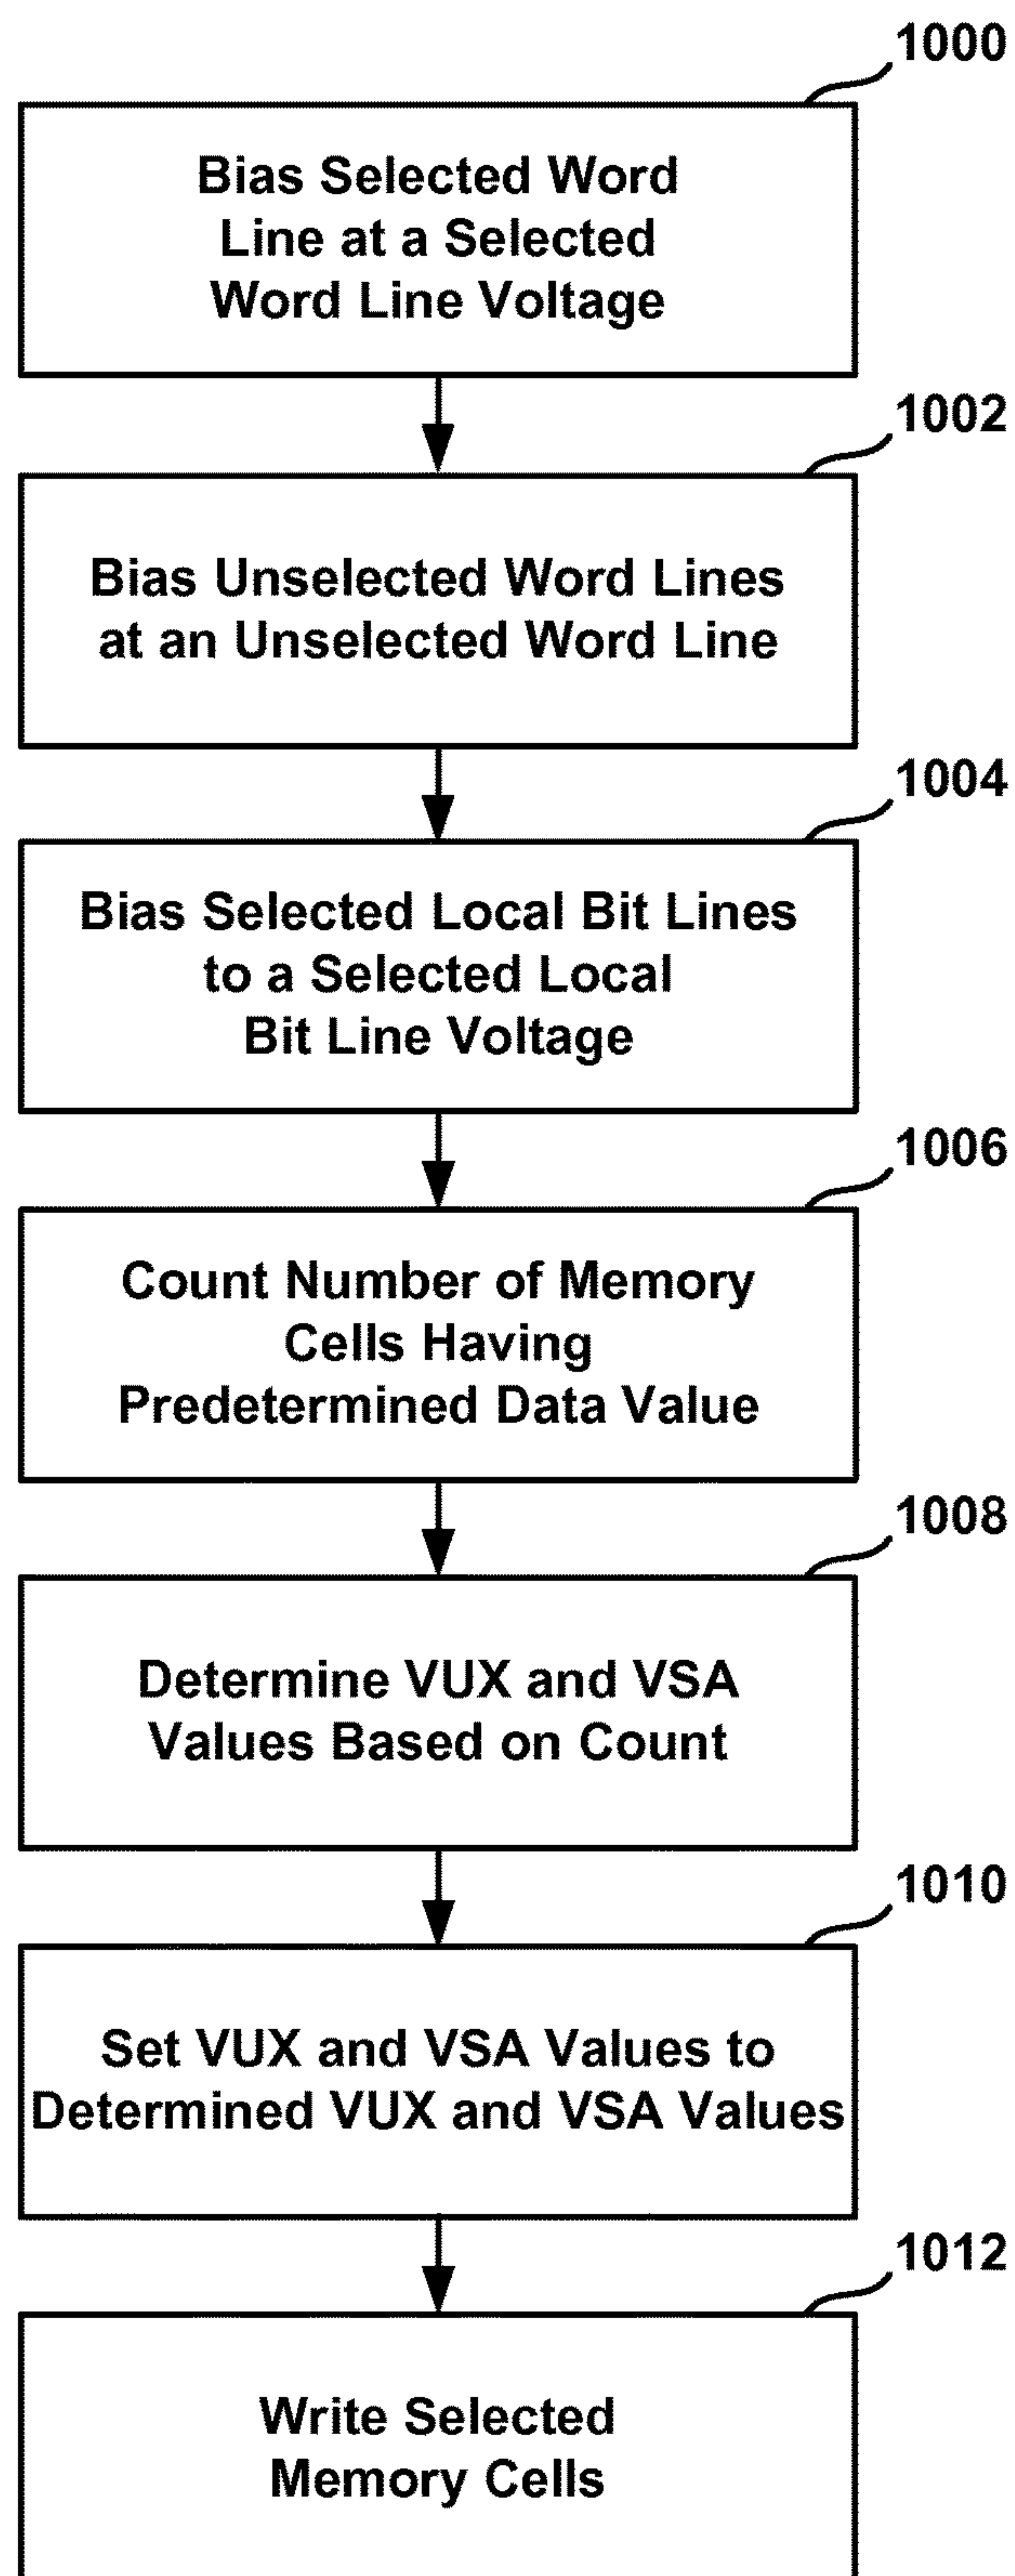 1000
Bias Selected Word
Line at a Selected
Word Line Voltage
1002
Bias Unselected Word Lines
at an Unselected Word Line
1004
Bias Selected Local Bit Lines
to a Selected Local
Bit Line Voltage
1006
Count Number of Memory
Cells Having
Predetermined Data Value
1008
Determine VUX and VSA
Values Based on Count
1010
Set VUX and VSA Values to
Determined VUX and VSA Values
1012
Write Selected
Memory Cells